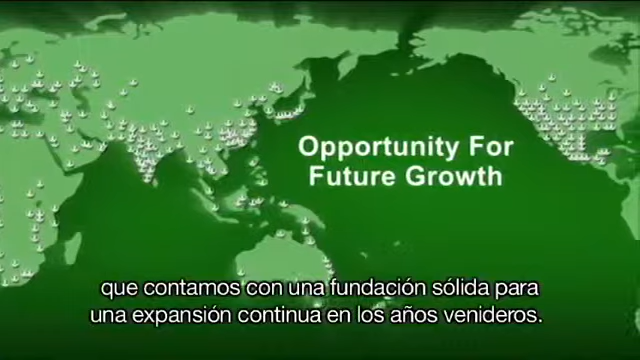 Opportunity For
Future Growth
que contamos con una fundación sólida para
una expansión continua en los años venideros.